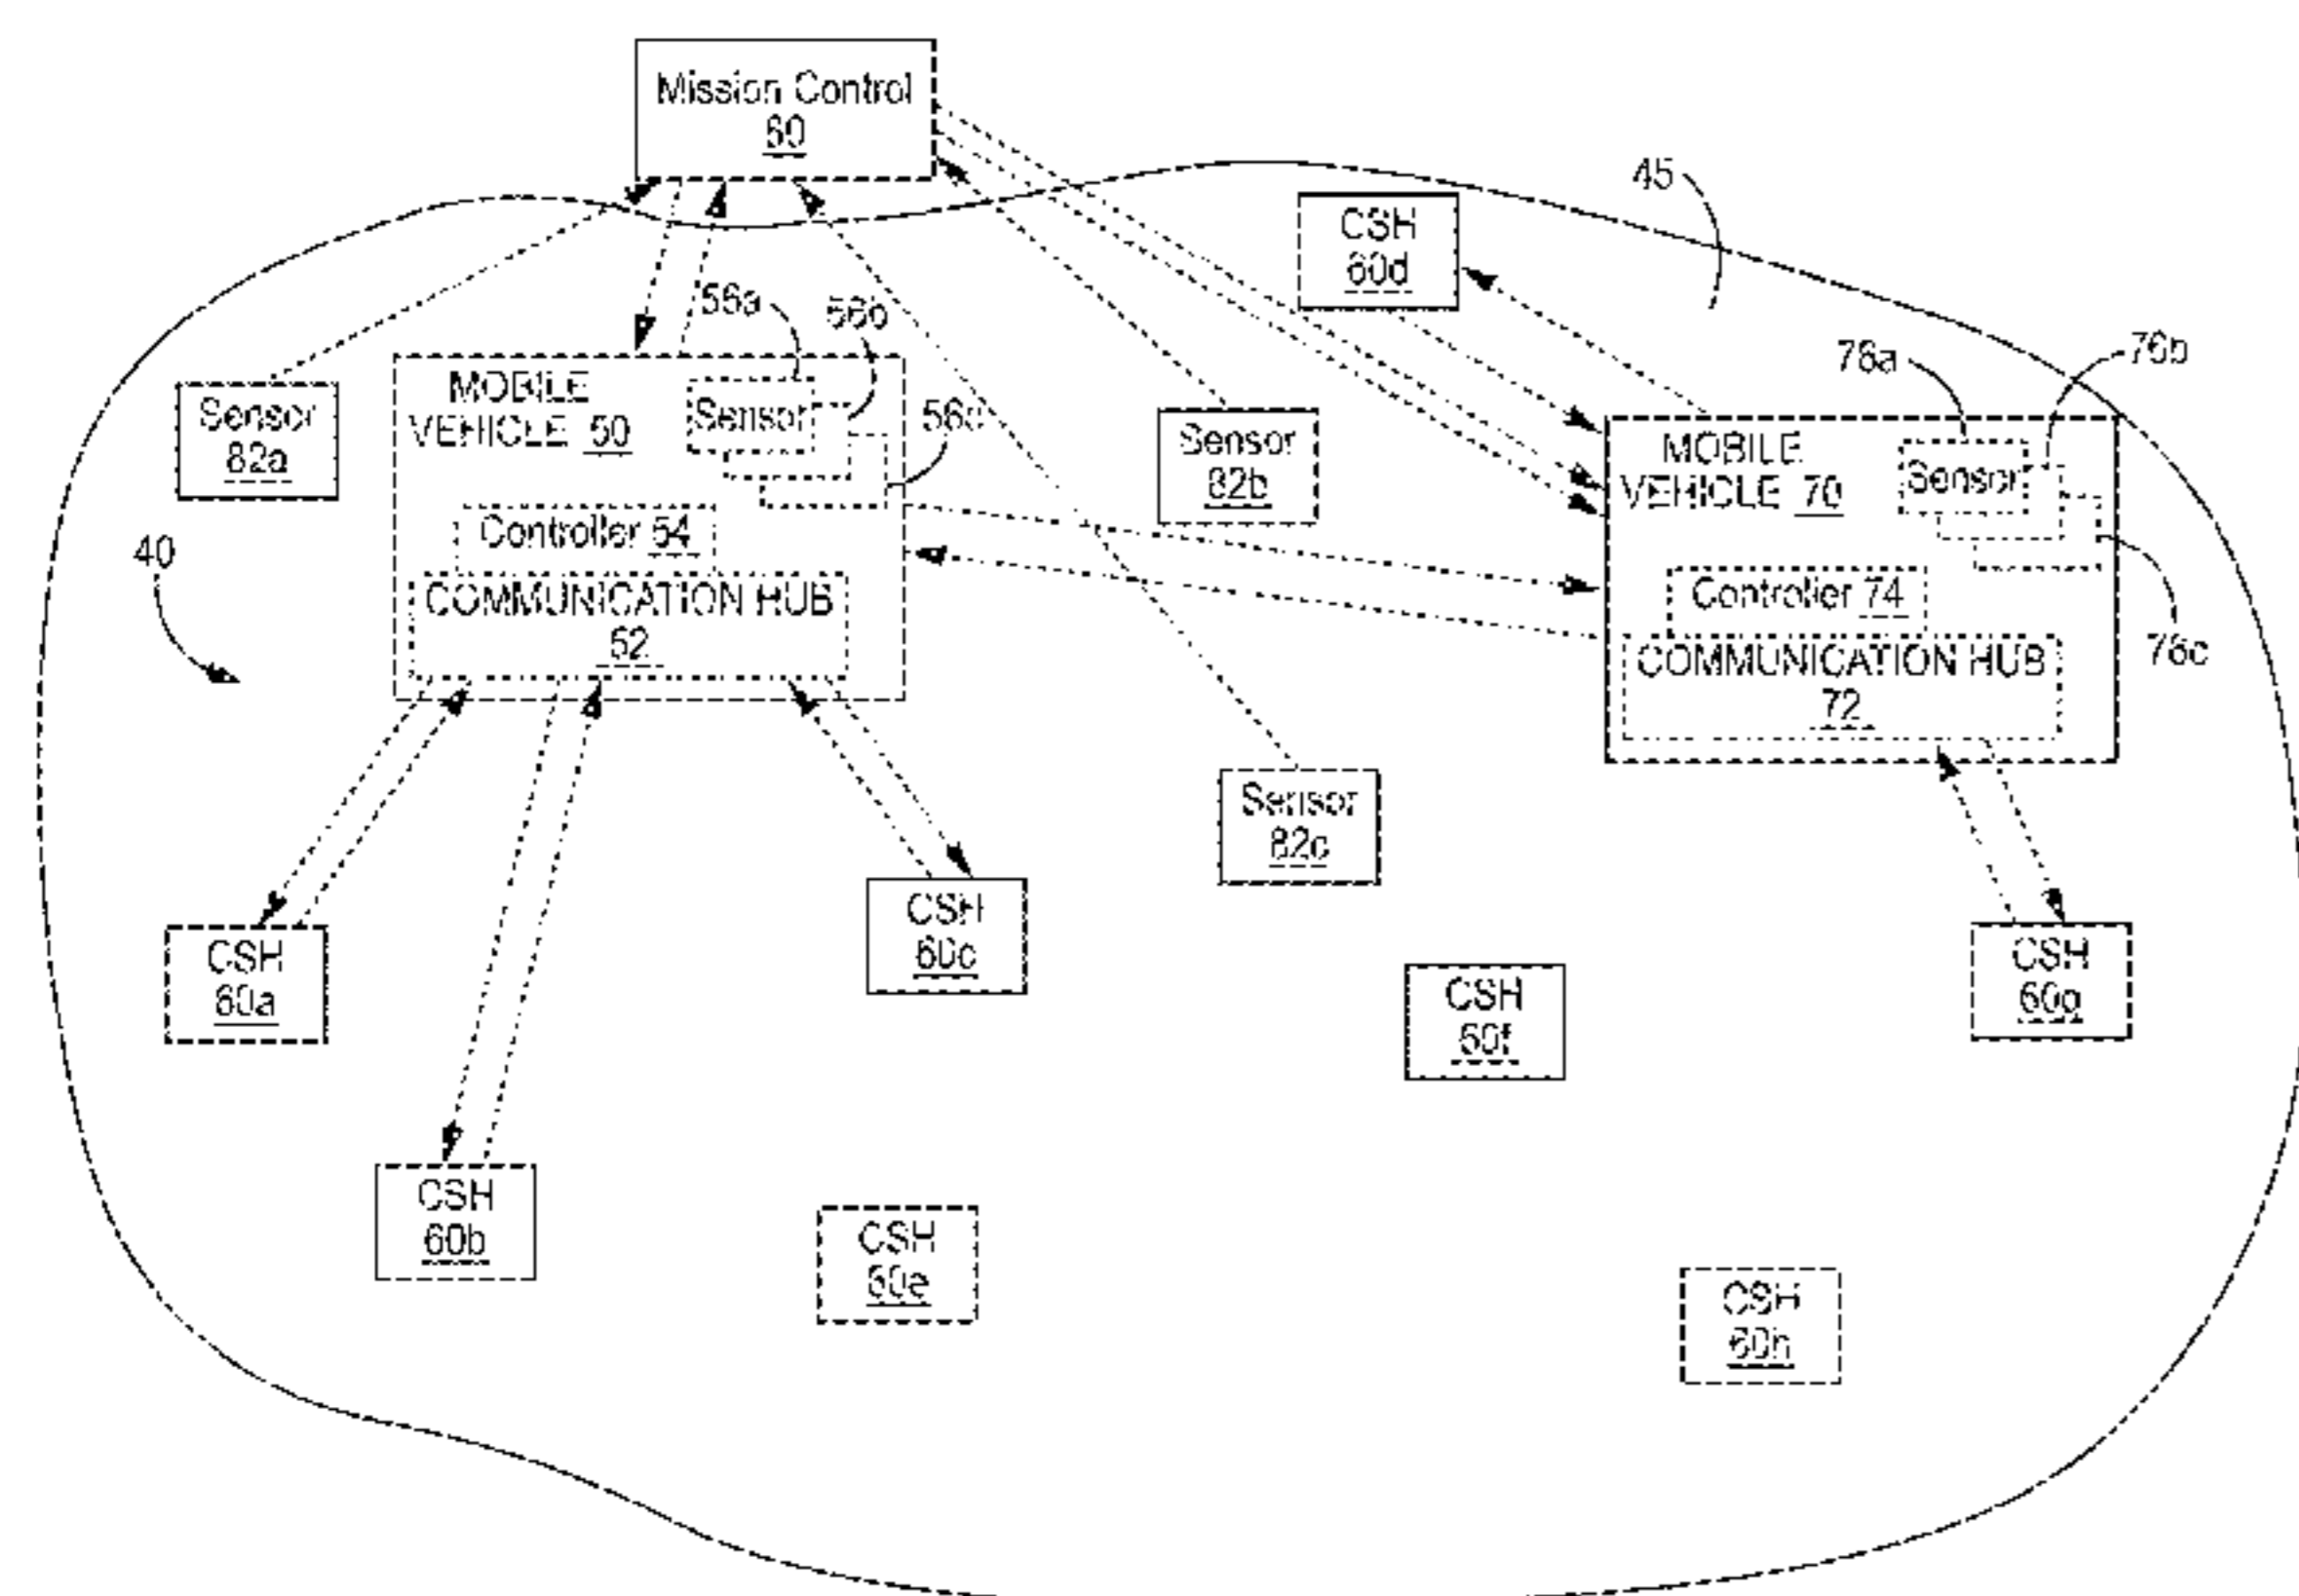 Mission Control
60
45
CSH
60d
56a
56b
56c
76a
76b
76c
Sensor
82a
MOBILE
VEHICLE 50
Sensor
Sensor
82b
MOBILE
VEHICLE 70
Sensor
40
Controller 54
COMMUNICATION HUB
52
Controller 74
COMMUNICATION HUB
72
Sensor
82c
CSH
60a
CSH
60c
CSH
60f
CSH
60g
CSH
60b
CSH
60e
CSH
60h